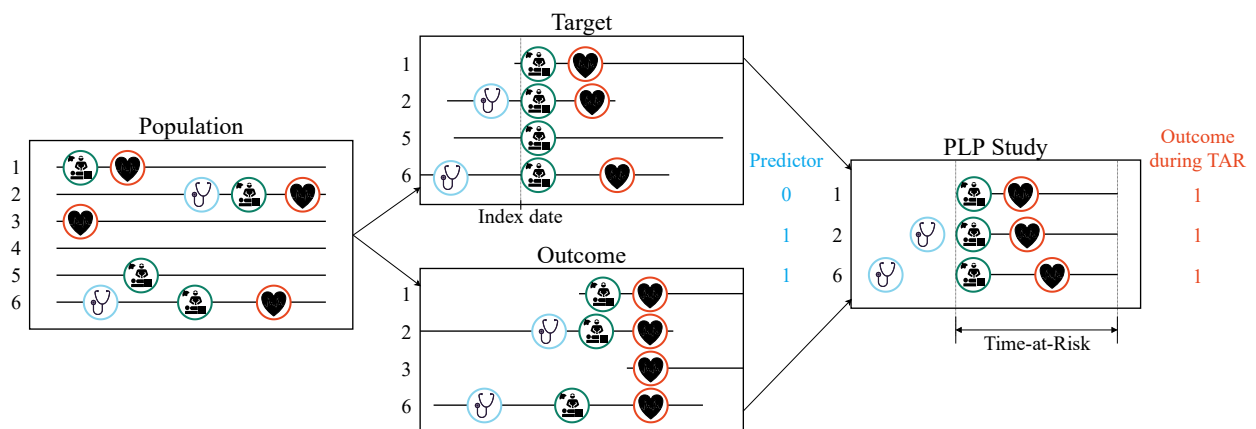 Population
1
2
3
4
5
6
Target
1
2
5
6
Index date
Outcome
1
2
3
6
Predictor
0
1
1
PLP Study
1
2
6
Time-at-Risk
Outcome
during TAR
1
1
1